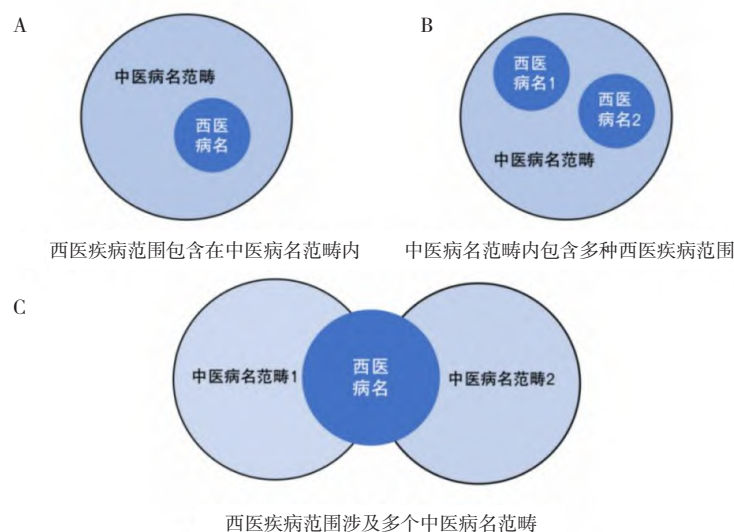 A
中医病名范畴
西医
病名
西医疾病范围包含在中医病名范畴内
B
西医
病名1
西医
病名2
中医病名范畴
中医病名范畴内包含多种西医疾病范围
C
中医病名范畴1
西医
病名
中医病名范畴2
西医疾病范围涉及多个中医病名范畴